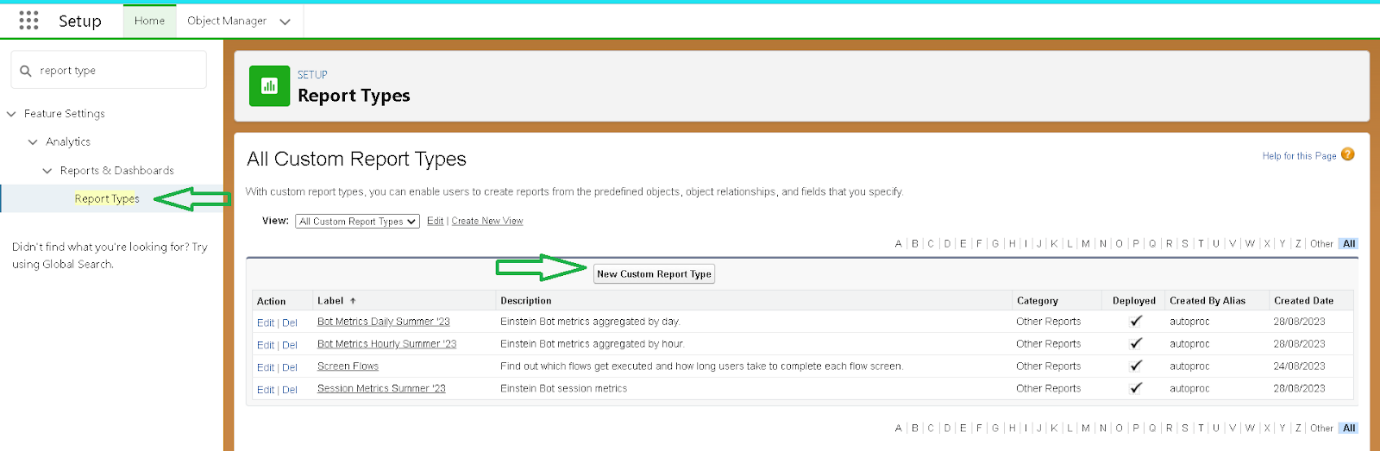 Setup Home Object Manager
report type
Feature Settings
Analytics
Reports & Dashboards
Report Types
Didn't find what you're looking for? Try
using Global Search.
SETUP
Report Types
All Custom Report Types
Help for this Page ?
With custom report types, you can enable users to create reports from the predefined objects, object relationships, and fields that you specify.
View: All Custom Report Types Edit | Create New View
A | B | C | D | E | F | G | H | I | J | K | L | M | N | O | P | Q | R | S | T | U | V | W | X | Y | Z | Other All
New Custom Report Type
Action Label ↑ Description Category Deployed Created By Alias Created Date
Edit | Del Bot Metrics Daily Summer '23 Einstein Bot metrics aggregated by day. Other Reports ✓ autoproc 28/08/2023
Edit | Del Bot Metrics Hourly Summer '23 Einstein Bot metrics aggregated by hour. Other Reports ✓ autoproc 28/08/2023
Edit | Del Screen Flows Find out which flows get executed and how long users take to complete each flow screen. Other Reports ✓ autoproc 24/08/2023
Edit | Del Session Metrics Summer '23 Einstein Bot session metrics Other Reports ✓ autoproc 28/08/2023
A | B | C | D | E | F | G | H | I | J | K | L | M | N | O | P | Q | R | S | T | U | V | W | X | Y | Z | Other All